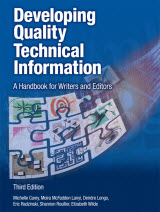 Developing
Quality
Technical
Information
A Handbook for Writers and Editors
Third Edition
Michelle Carey, Moira McFadden Lanyi, Deirdre Longo,
Eric Radzinski, Shannon Rouiller, Elizabeth Wilde